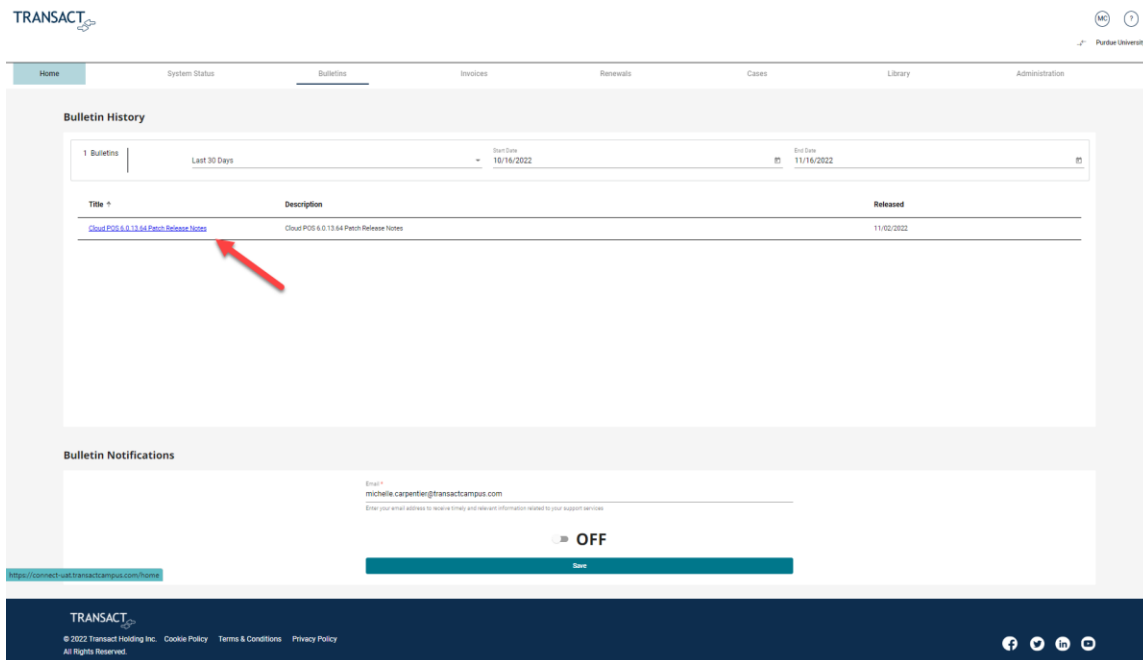 TRANSACT
MC ?
Purdue Universit
Home System Status Bulletins Invoices Renewals Cases Library Administration
Bulletin History
1 Bulletins
Last 30 Days
Start Date
10/16/2022
End Date
11/16/2022
Title ↑ Description Released
Cloud POS 6.0.13.64 Patch Release Notes Cloud POS 6.0.13.64 Patch Release Notes 11/02/2022
Bulletin Notifications
Email *
michelle.carpentier@transactcampus.com
Enter your email address to receive timely and relevant information related to your support services.
OFF
Save
https://connect-uat.transactcampus.com/home
TRANSACT
© 2022 Transact Holding Inc. Cookie Policy Terms & Conditions Privacy Policy
All Rights Reserved.